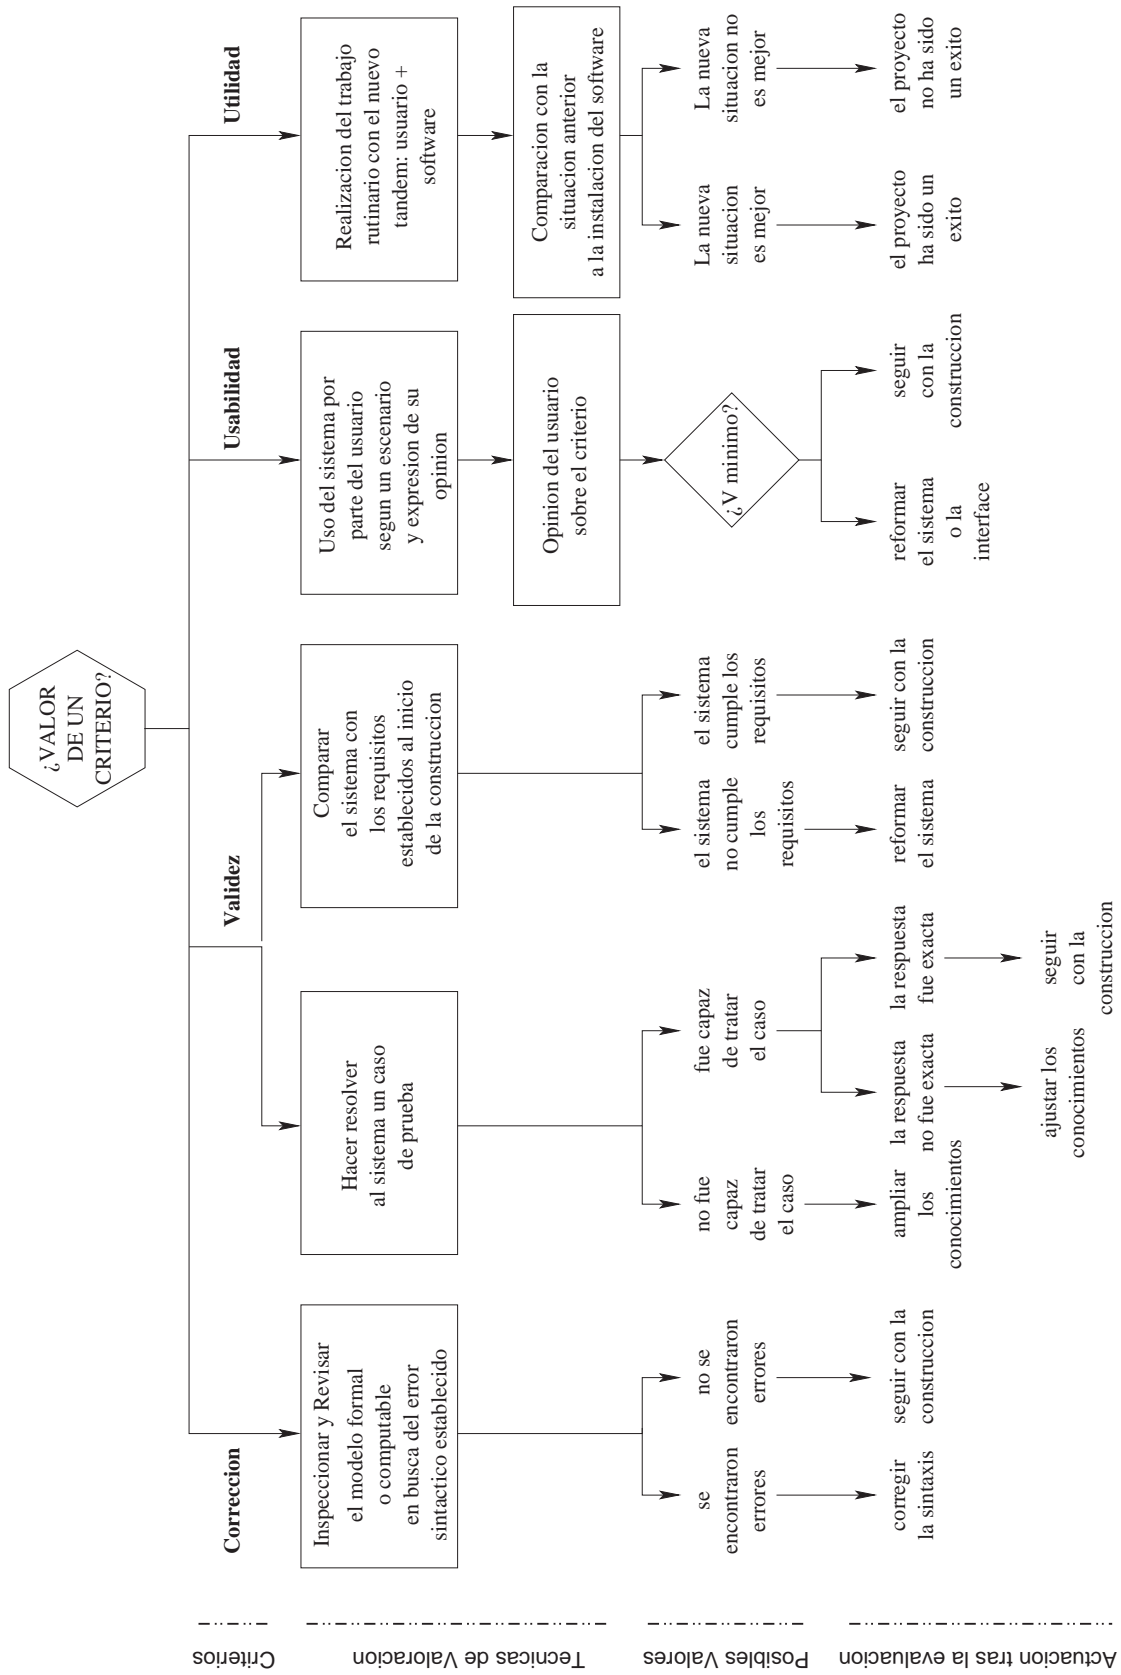 ¿VALOR
DE UN
CRITERIO?
Criterios
Correccion
Validez
Usabilidad
Utilidad
Tecnicas de Valoracion
Inspeccionar y Revisar
el modelo formal
o computable
en busca del error
sintactico establecido
Hacer resolver
al sistema un caso
de prueba
Comparar
el sistema con
los requisitos
establecidos al inicio
de la construccion
Uso del sistema por
parte del usuario
segun un escenario
y expresion de su
opinion
Opinion del usuario
sobre el criterio
Realizacion del trabajo
rutinario con el nuevo
tandem: usuario +
software
Comparacion con la
situacion anterior
a la instalacion del software
Posibles Valores
se
encontraron
errores
no se
encontraron
errores
no fue
capaz
de tratar
el caso
fue capaz
de tratar
el caso
el sistema
no cumple
los
requisitos
el sistema
cumple los
requisitos
¿V minimo?
La nueva
situacion
es mejor
La nueva
situacion no
es mejor
Actuacion tras la evaluacion
corregir
la sintaxis
seguir con la
construccion
ampliar
los
conocimientos
la respuesta
no fue exacta
la respuesta
fue exacta
ajustar los
conocimientos
seguir
con la
construccion
reformar
el sistema
seguir con la
construccion
reformar
el sistema
o la
interface
seguir
con la
construccion
el proyecto
ha sido un
exito
el proyecto
no ha sido
un exito